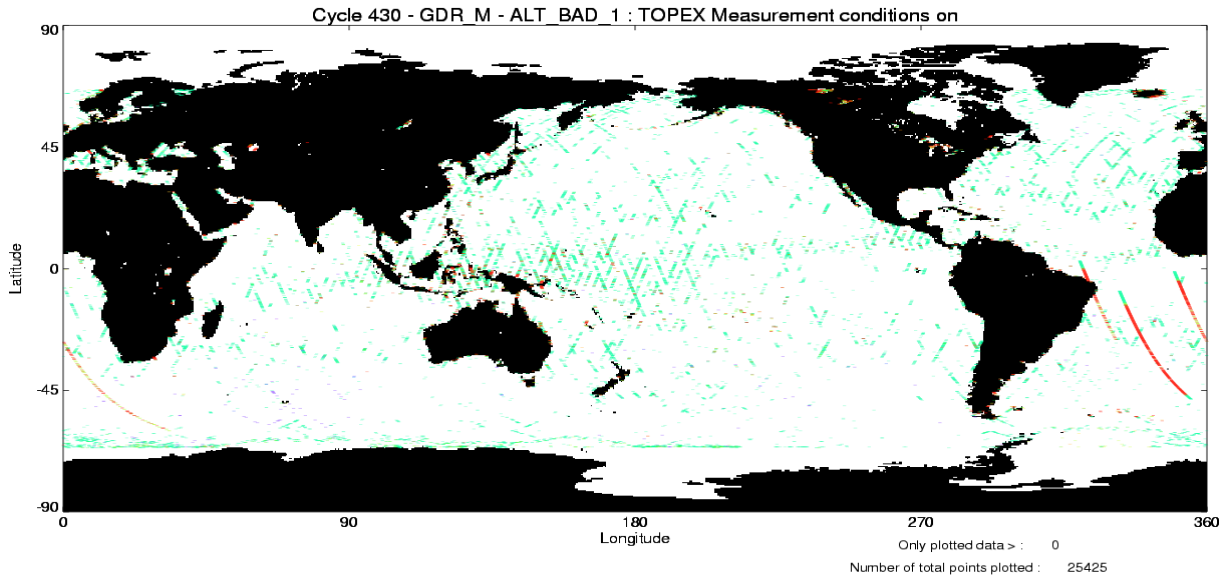 Cycle 430 - GDR_M - ALT_BAD_1 : TOPEX Measurement conditions on
90
45
0
-45
-90
Latitude
0 90 180 270 360
Longitude
Only plotted data > : 0
Number of total points plotted : 25425